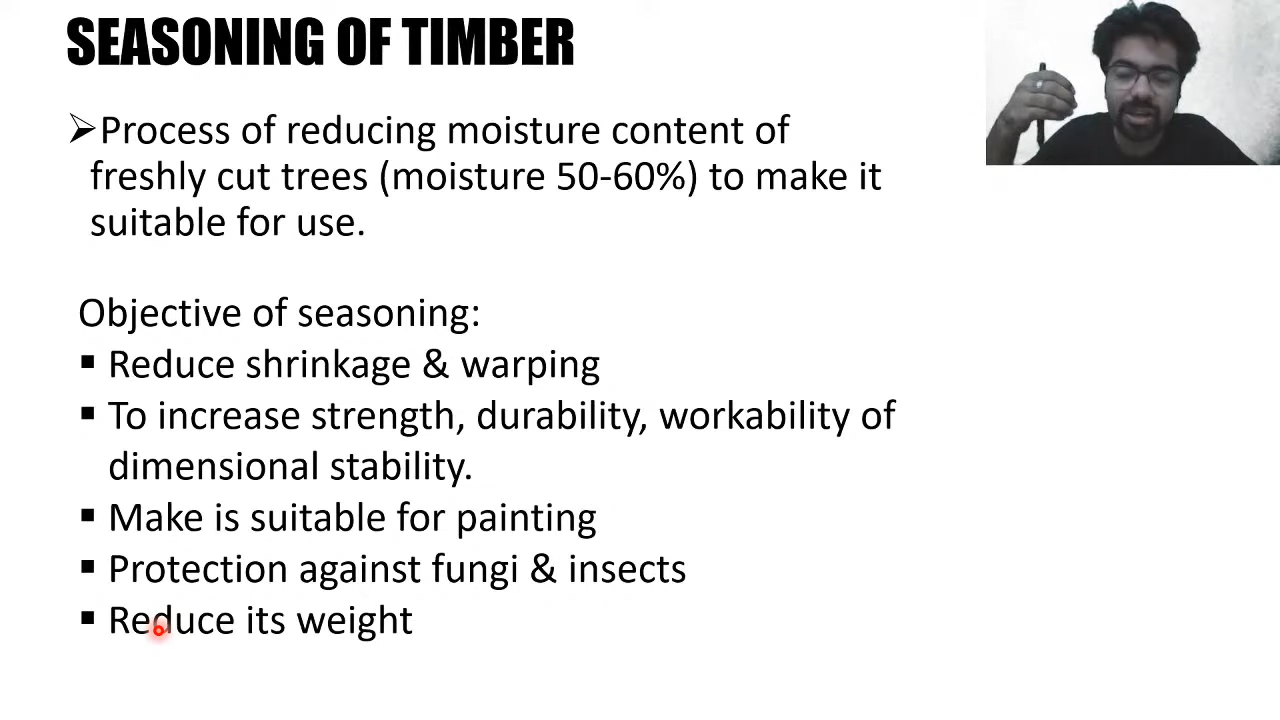 SEASONING OF TIMBER
➢Process of reducing moisture content of
freshly cut trees (moisture 50-60%) to make it
suitable for use.
Objective of seasoning:
▪ Reduce shrinkage & warping
▪ To increase strength, durability, workability of
dimensional stability.
▪ Make is suitable for painting
▪ Protection against fungi & insects
▪ Reduce its weight